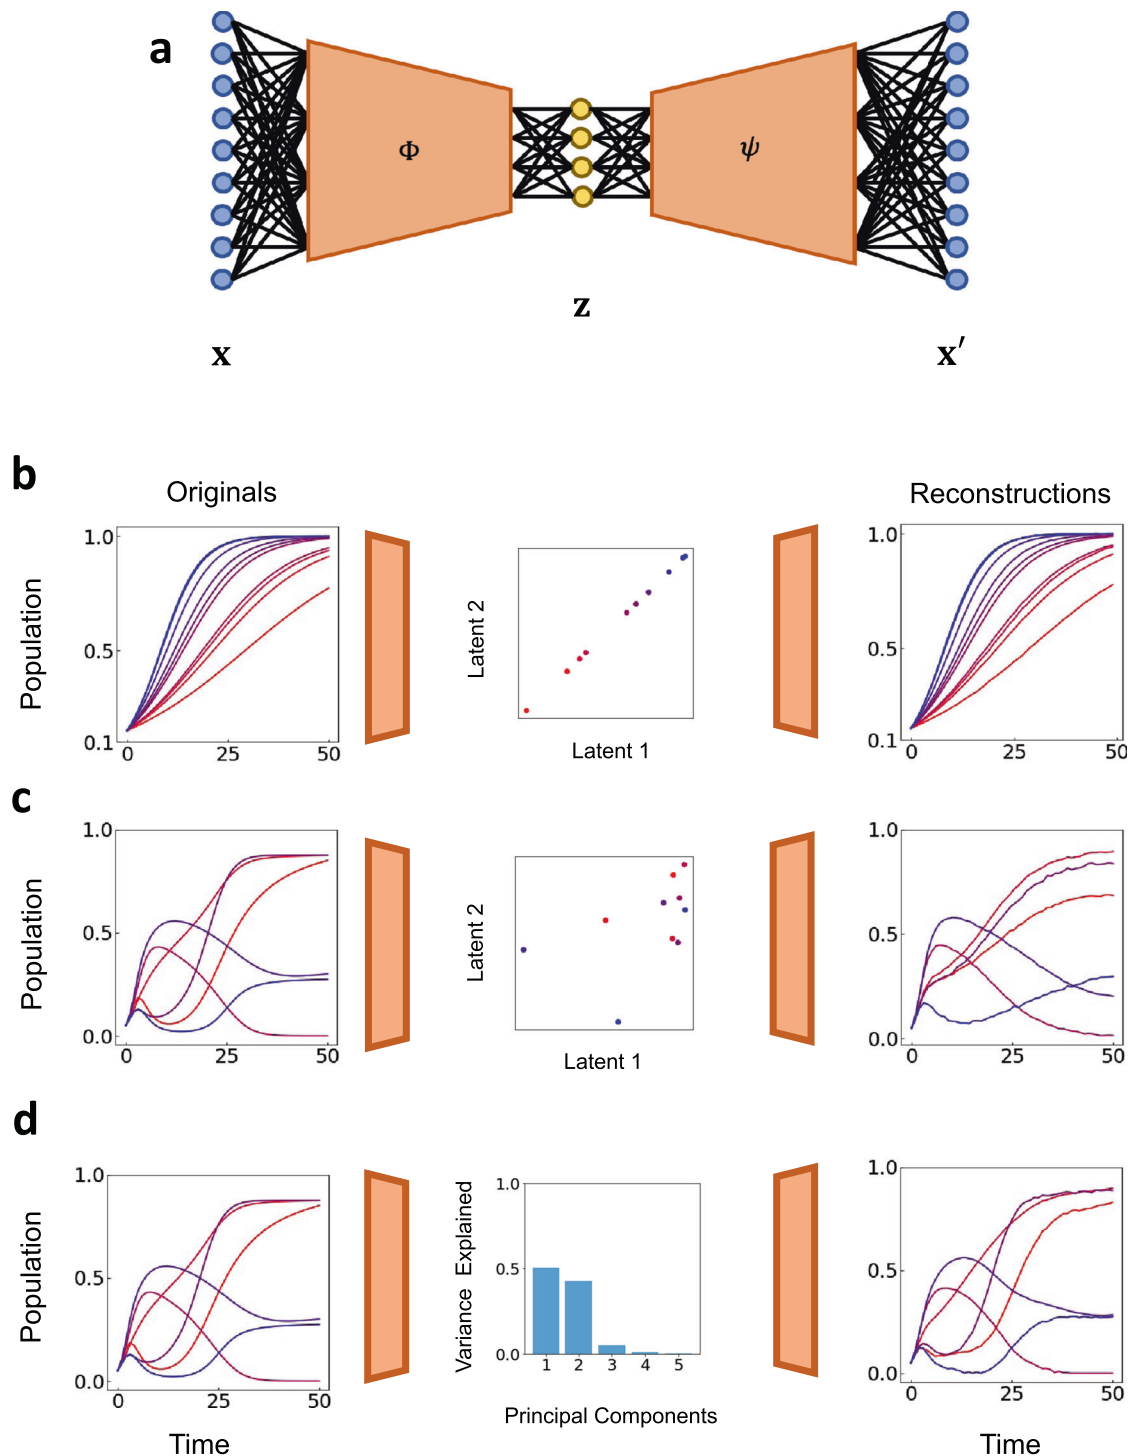 a
Φ
ψ
z
x
x′
b
Originals
Reconstructions
Population
1.0
0.5
0.1
0 25 50
Latent 2
Latent 1
1.0
0.5
0.1
0 25 50
c
Population
1.0
0.5
0.0
0 25 50
Latent 2
Latent 1
1.0
0.5
0.0
0 25 50
d
Population
1.0
0.5
0.0
0 25 50
Time
Variance Explained
1.0
0.5
0.0
1 2 3 4 5
Principal Components
1.0
0.5
0.0
0 25 50
Time